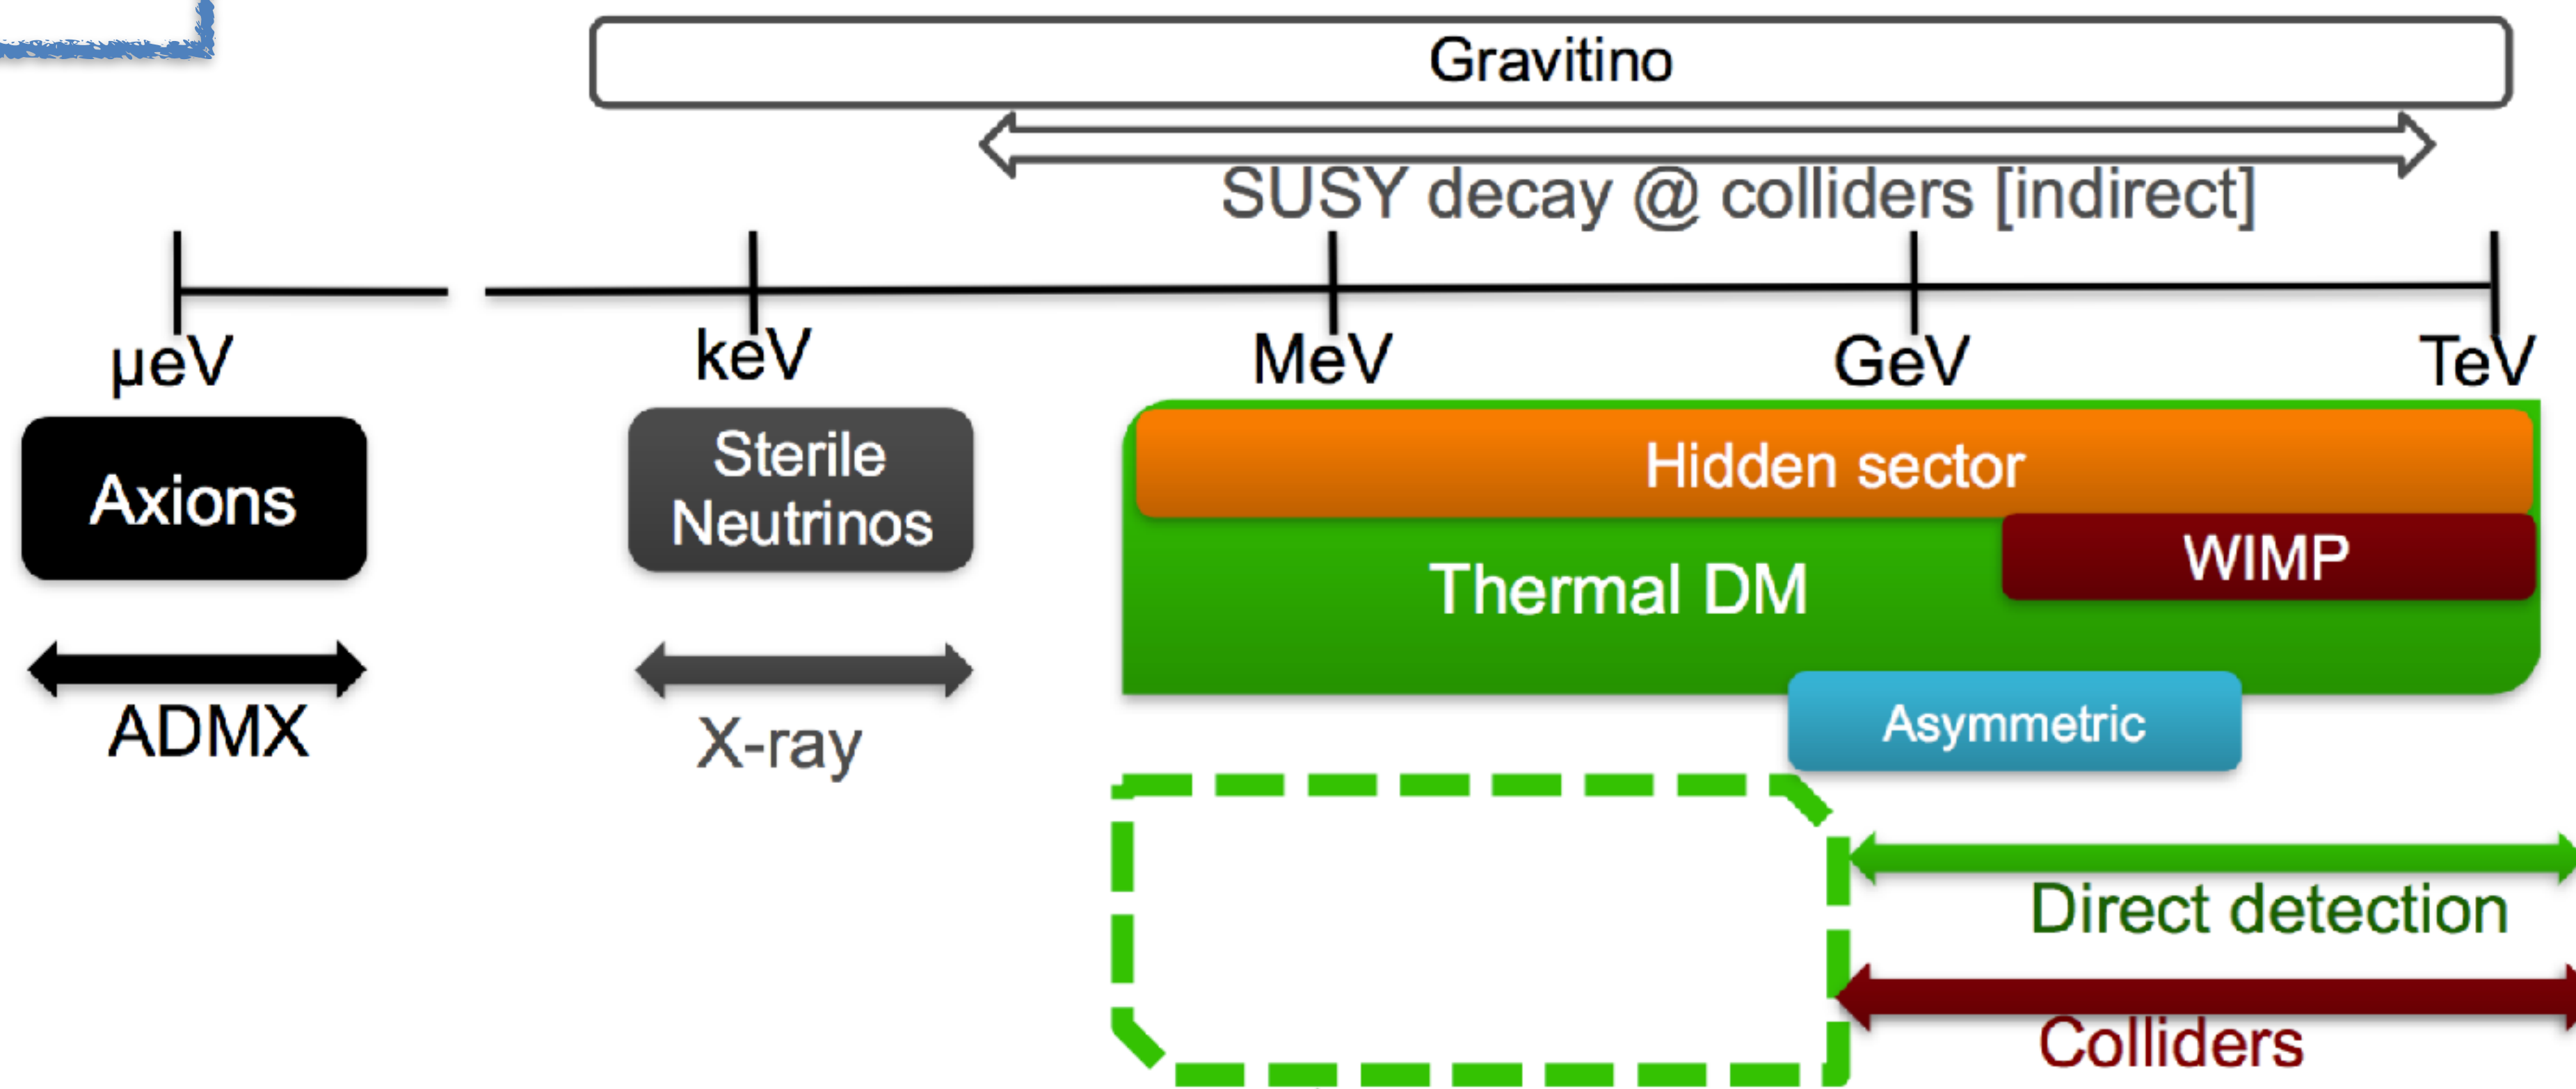 Gravitino
SUSY decay @ colliders [indirect]
µeV
keV
MeV
GeV
TeV
Axions
Sterile
Neutrinos
Hidden sector
WIMP
Thermal DM
ADMX
X-ray
Asymmetric
Direct detection
Colliders